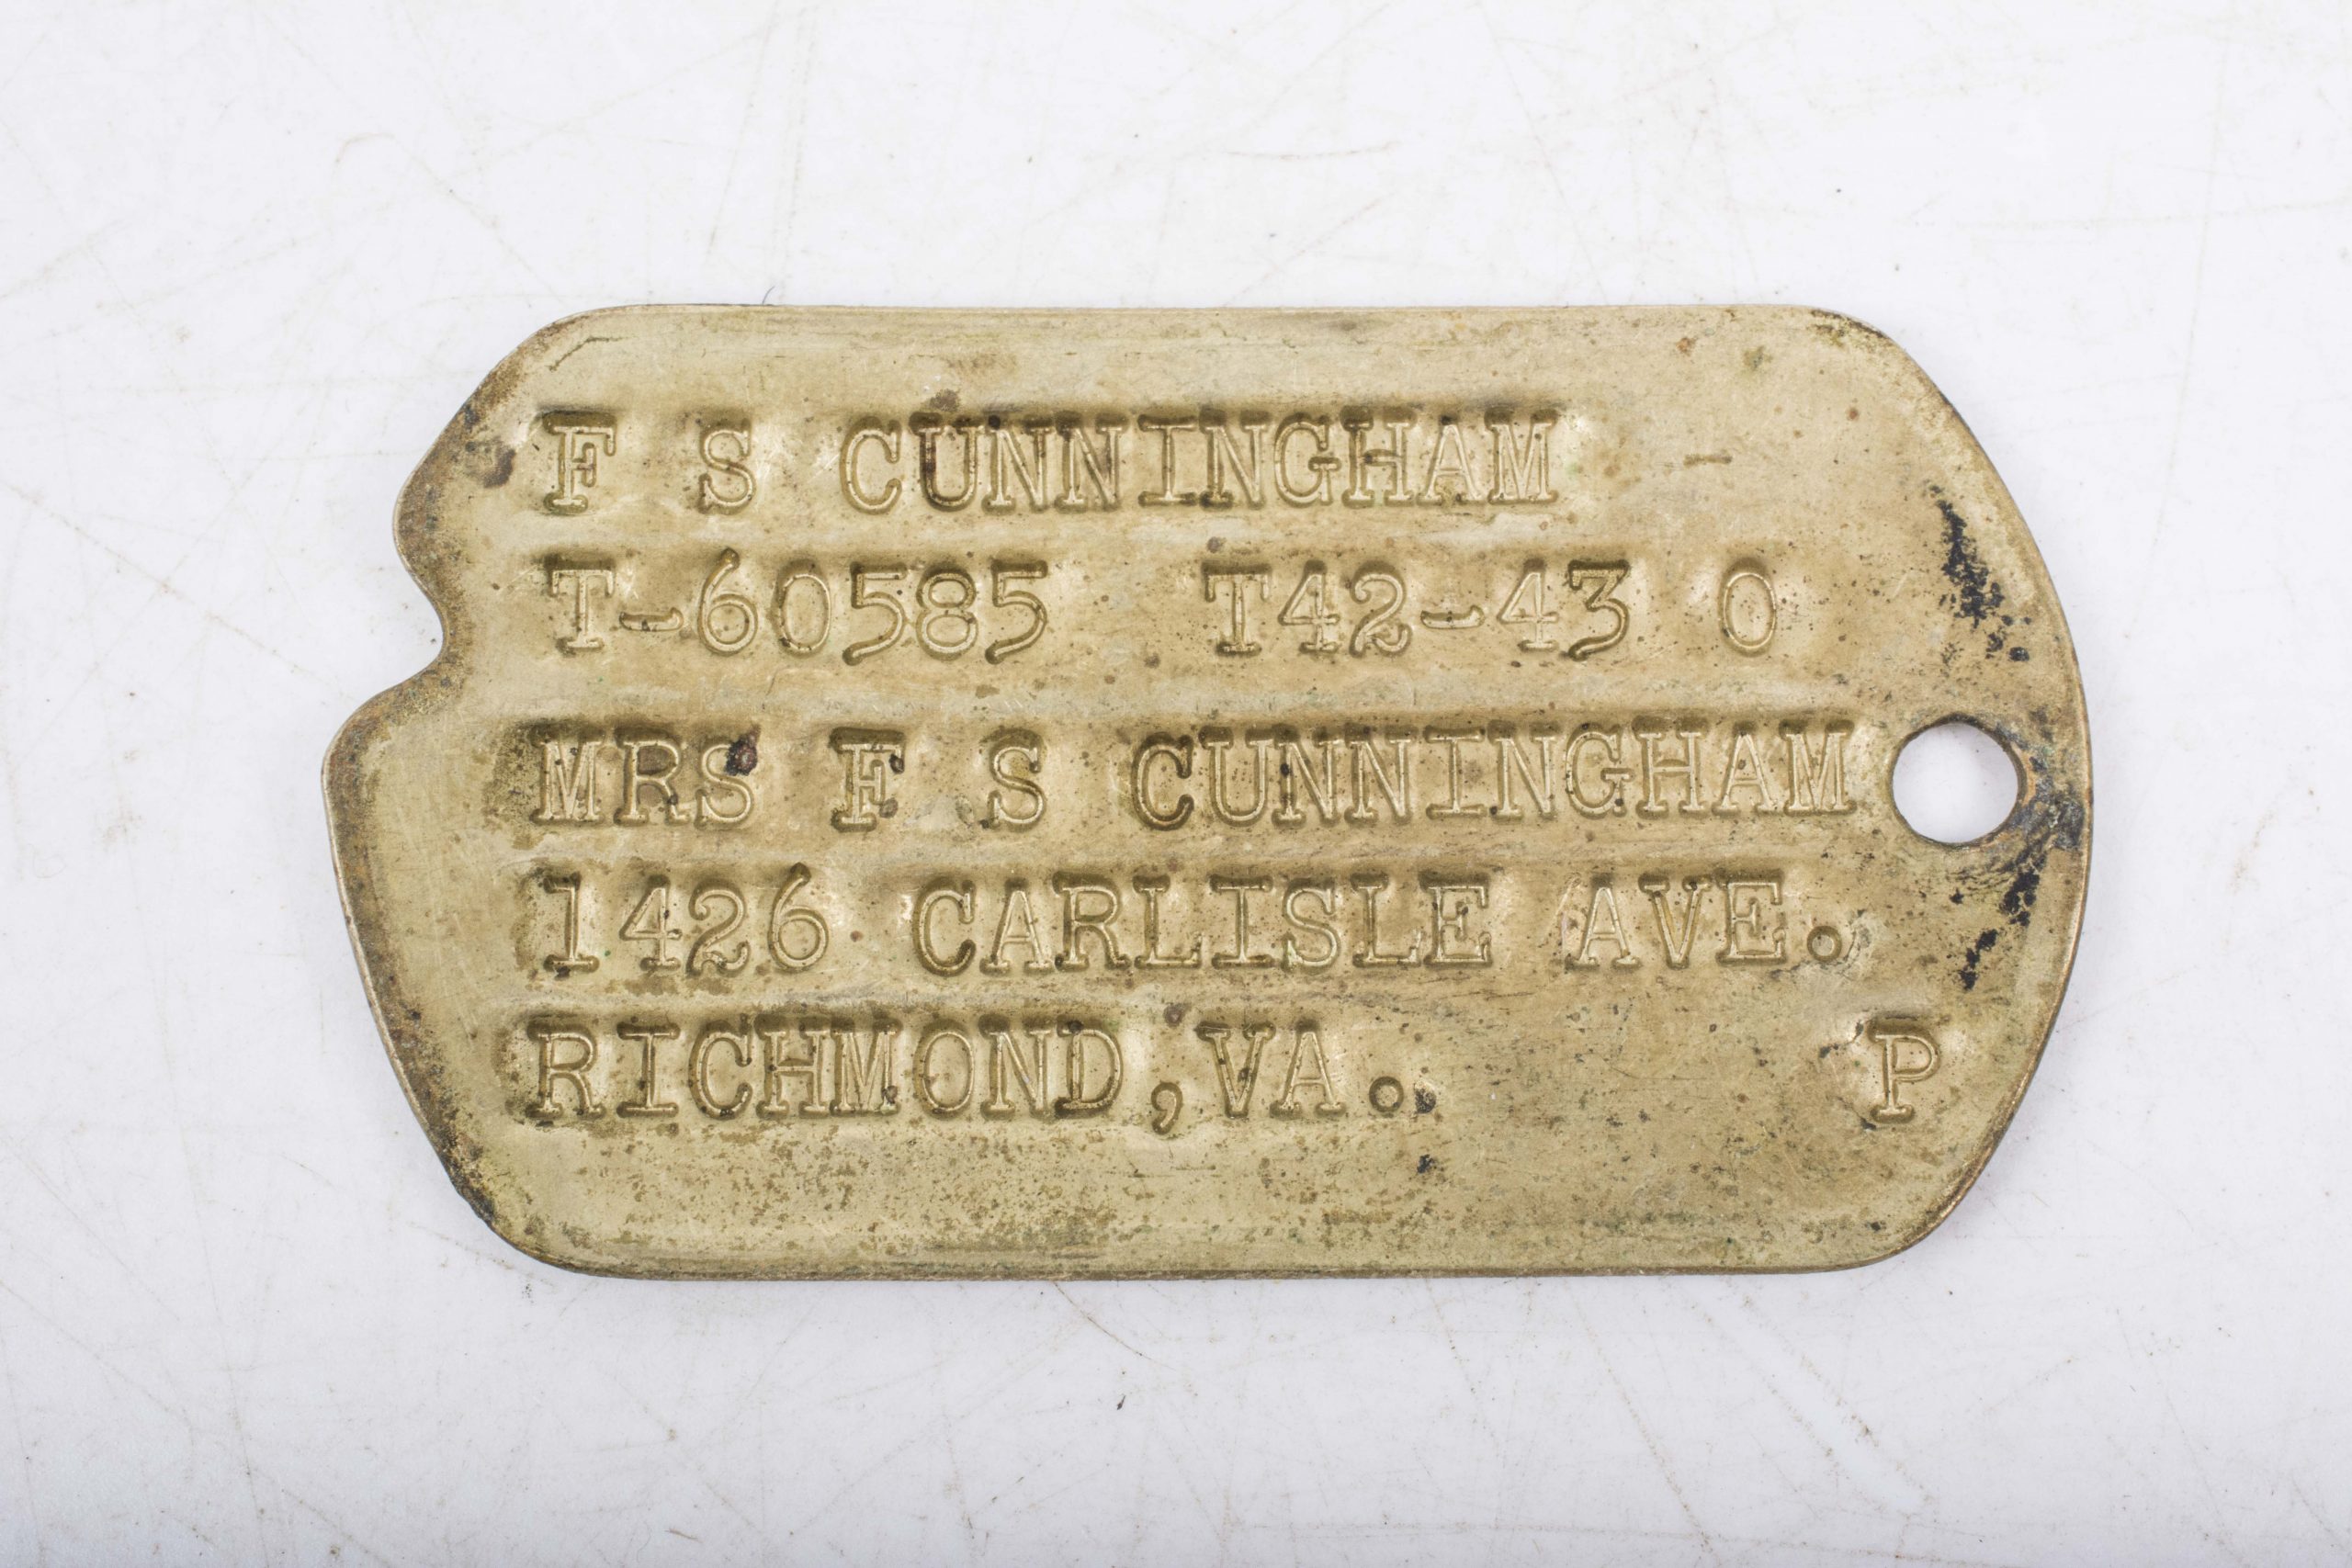 F S CUNNINGHAM
T-60585 T42-43 O
MRS F S CUNNINGHAM
1426 CARLISLE AVE.
RICHMOND,VA. P